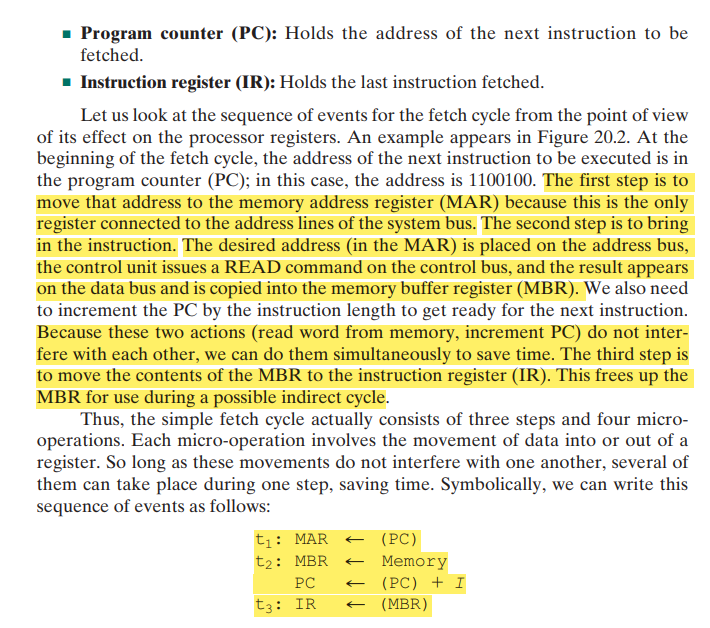 ▪ Program counter (PC): Holds the address of the next instruction to be
fetched.
▪ Instruction register (IR): Holds the last instruction fetched.
Let us look at the sequence of events for the fetch cycle from the point of view
of its effect on the processor registers. An example appears in Figure 20.2. At the
beginning of the fetch cycle, the address of the next instruction to be executed is in
the program counter (PC); in this case, the address is 1100100. The first step is to
move that address to the memory address register (MAR) because this is the only
register connected to the address lines of the system bus. The second step is to bring
in the instruction. The desired address (in the MAR) is placed on the address bus,
the control unit issues a READ command on the control bus, and the result appears
on the data bus and is copied into the memory buffer register (MBR). We also need
to increment the PC by the instruction length to get ready for the next instruction.
Because these two actions (read word from memory, increment PC) do not inter-
fere with each other, we can do them simultaneously to save time. The third step is
to move the contents of the MBR to the instruction register (IR). This frees up the
MBR for use during a possible indirect cycle.
Thus, the simple fetch cycle actually consists of three steps and four micro-
operations. Each micro-operation involves the movement of data into or out of a
register. So long as these movements do not interfere with one another, several of
them can take place during one step, saving time. Symbolically, we can write this
sequence of events as follows:
t₁: MAR ← (PC)
t₂: MBR ← Memory
PC ← (PC) + I
t₃: IR ← (MBR)